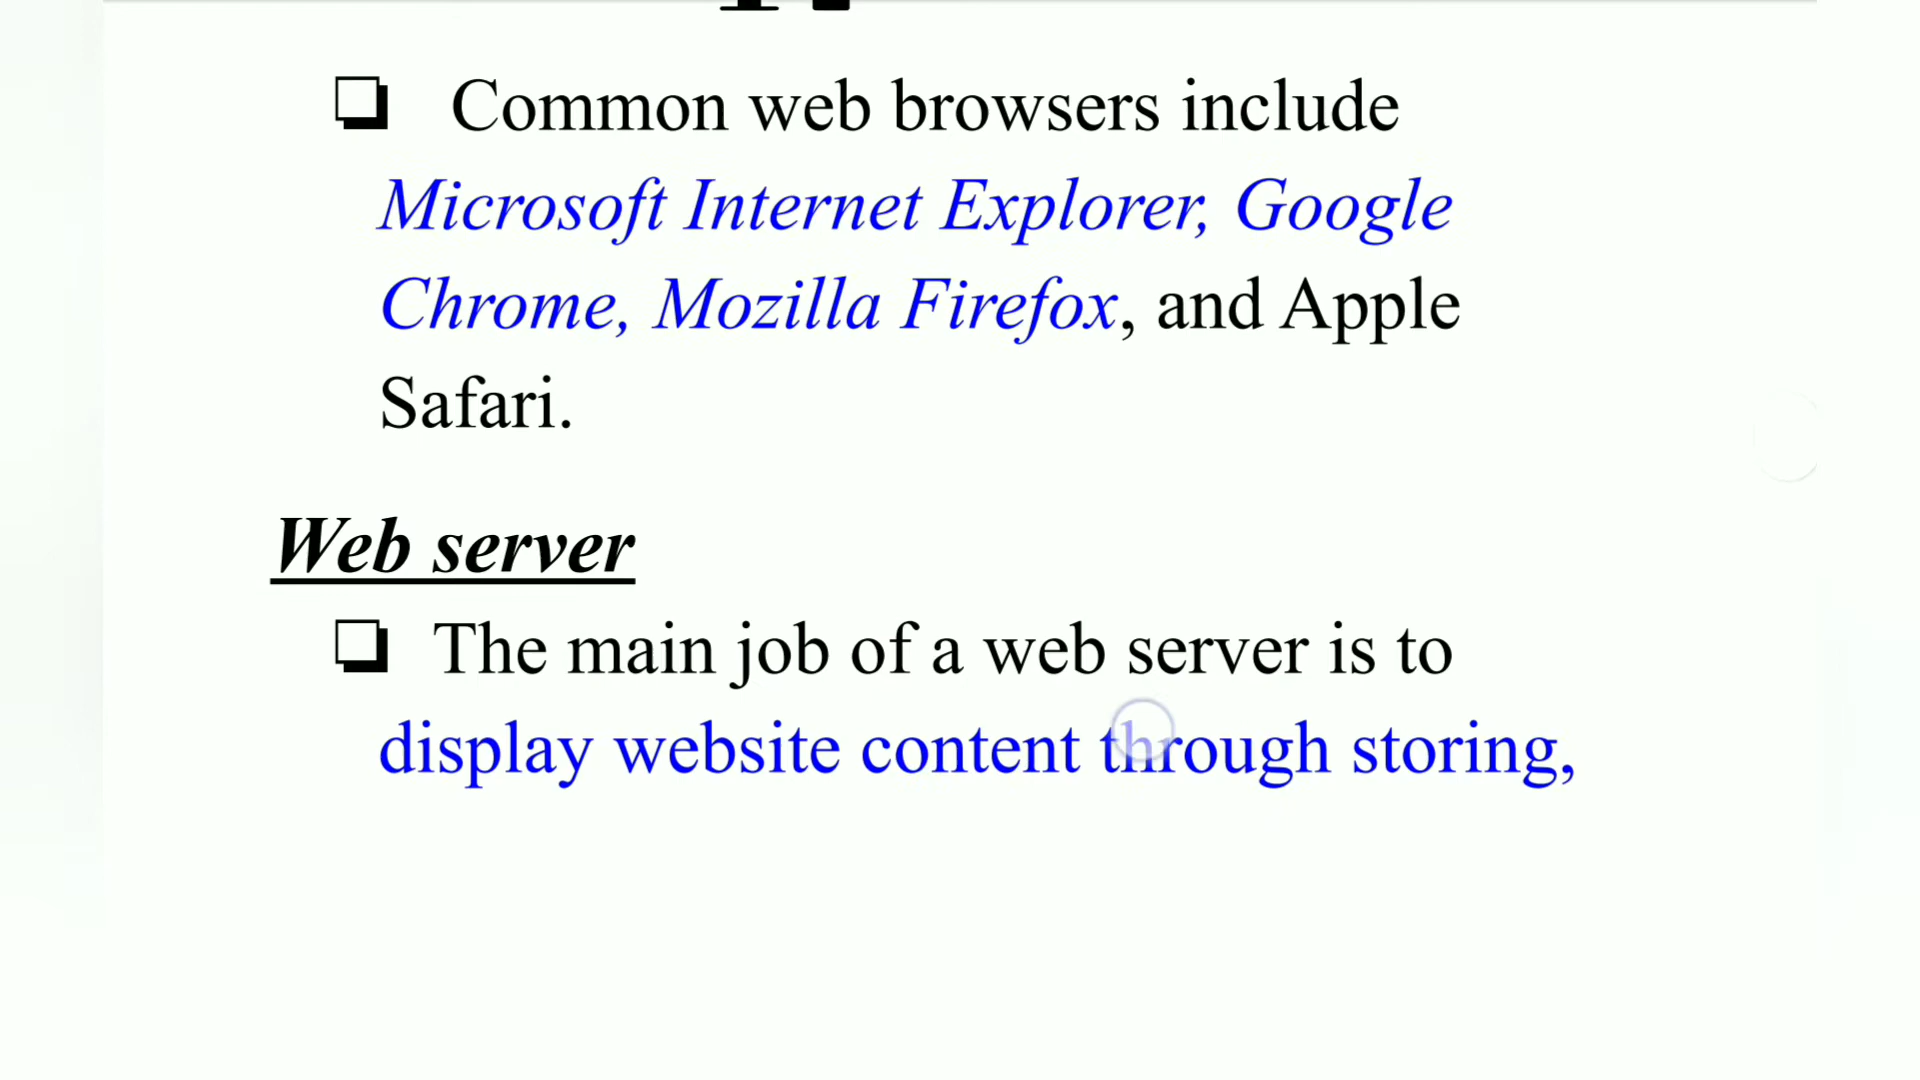 ❑ Common web browsers include
Microsoft Internet Explorer, Google
Chrome, Mozilla Firefox, and Apple
Safari.
Web server
❑ The main job of a web server is to
display website content through storing,